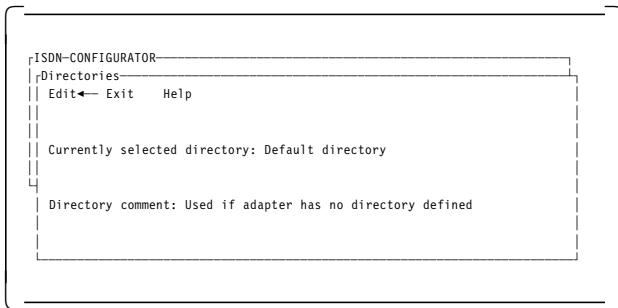 ISDN-CONFIGURATOR
Directories
Edit◄── Exit Help
Currently selected directory: Default directory
Directory comment: Used if adapter has no directory defined